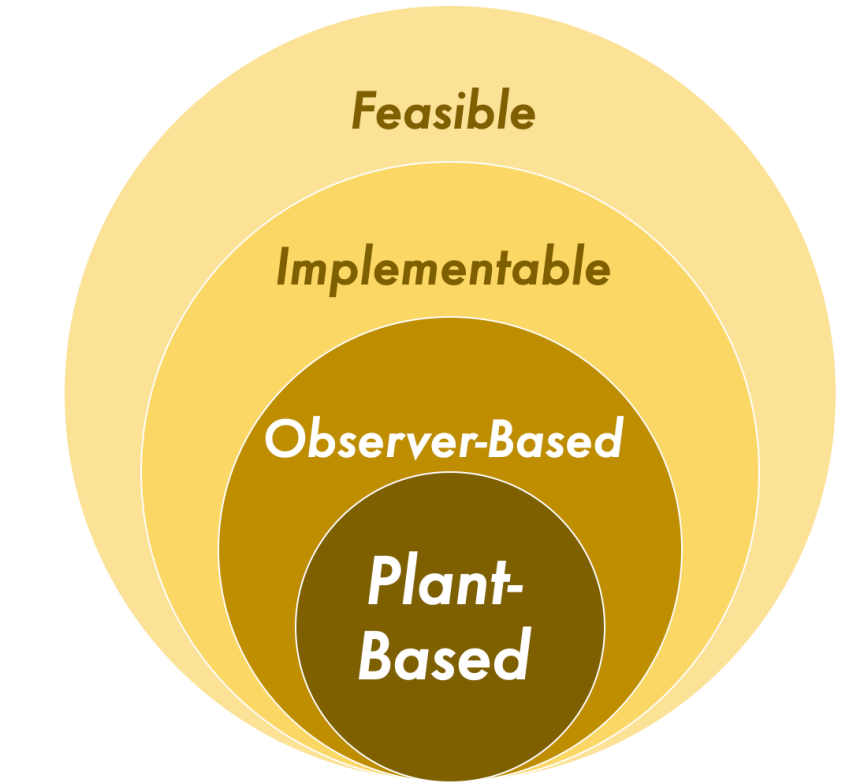 Feasible
Implementable
Observer-Based
Plant-
Based